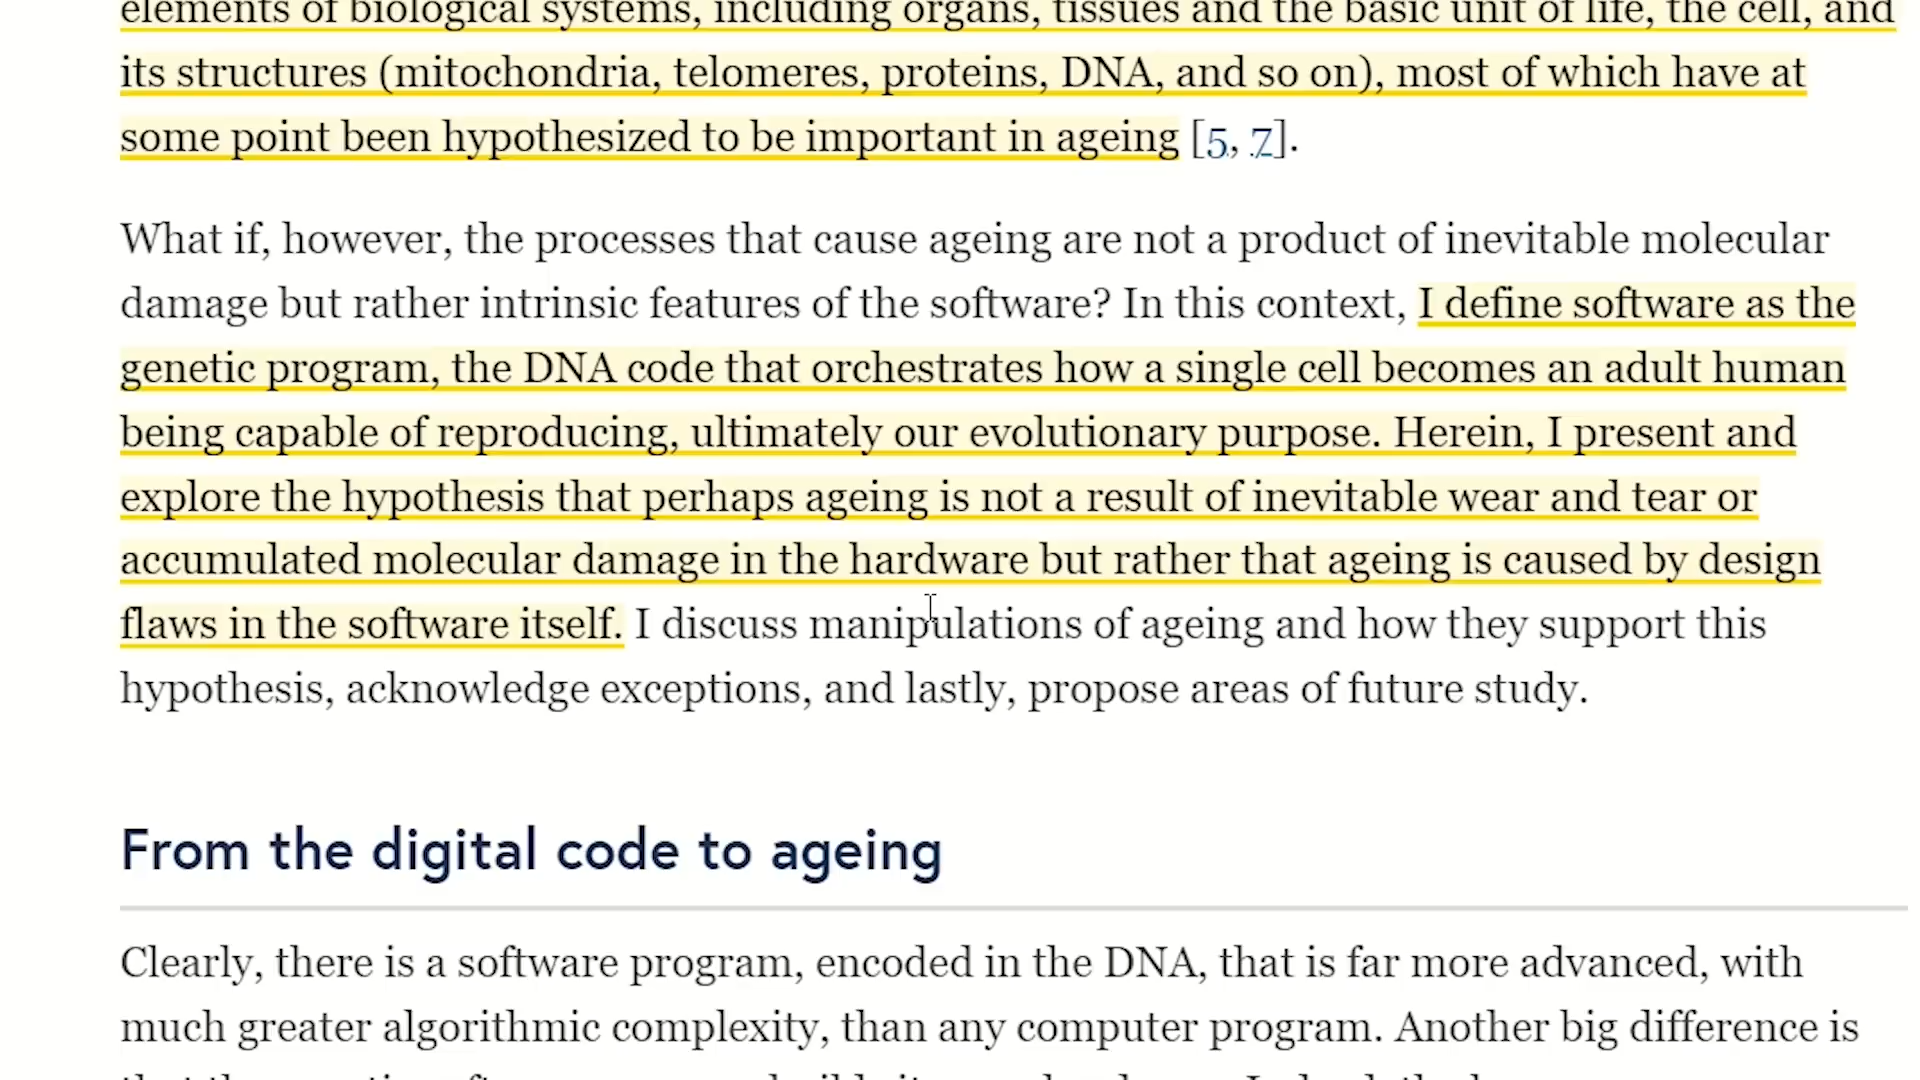 elements of biological systems, including organs, tissues and the basic unit of life, the cell, and
its structures (mitochondria, telomeres, proteins, DNA, and so on), most of which have at
some point been hypothesized to be important in ageing [5, 7].
What if, however, the processes that cause ageing are not a product of inevitable molecular
damage but rather intrinsic features of the software? In this context, I define software as the
genetic program, the DNA code that orchestrates how a single cell becomes an adult human
being capable of reproducing, ultimately our evolutionary purpose. Herein, I present and
explore the hypothesis that perhaps ageing is not a result of inevitable wear and tear or
accumulated molecular damage in the hardware but rather that ageing is caused by design
flaws in the software itself. I discuss manipulations of ageing and how they support this
hypothesis, acknowledge exceptions, and lastly, propose areas of future study.
From the digital code to ageing
Clearly, there is a software program, encoded in the DNA, that is far more advanced, with
much greater algorithmic complexity, than any computer program. Another big difference is